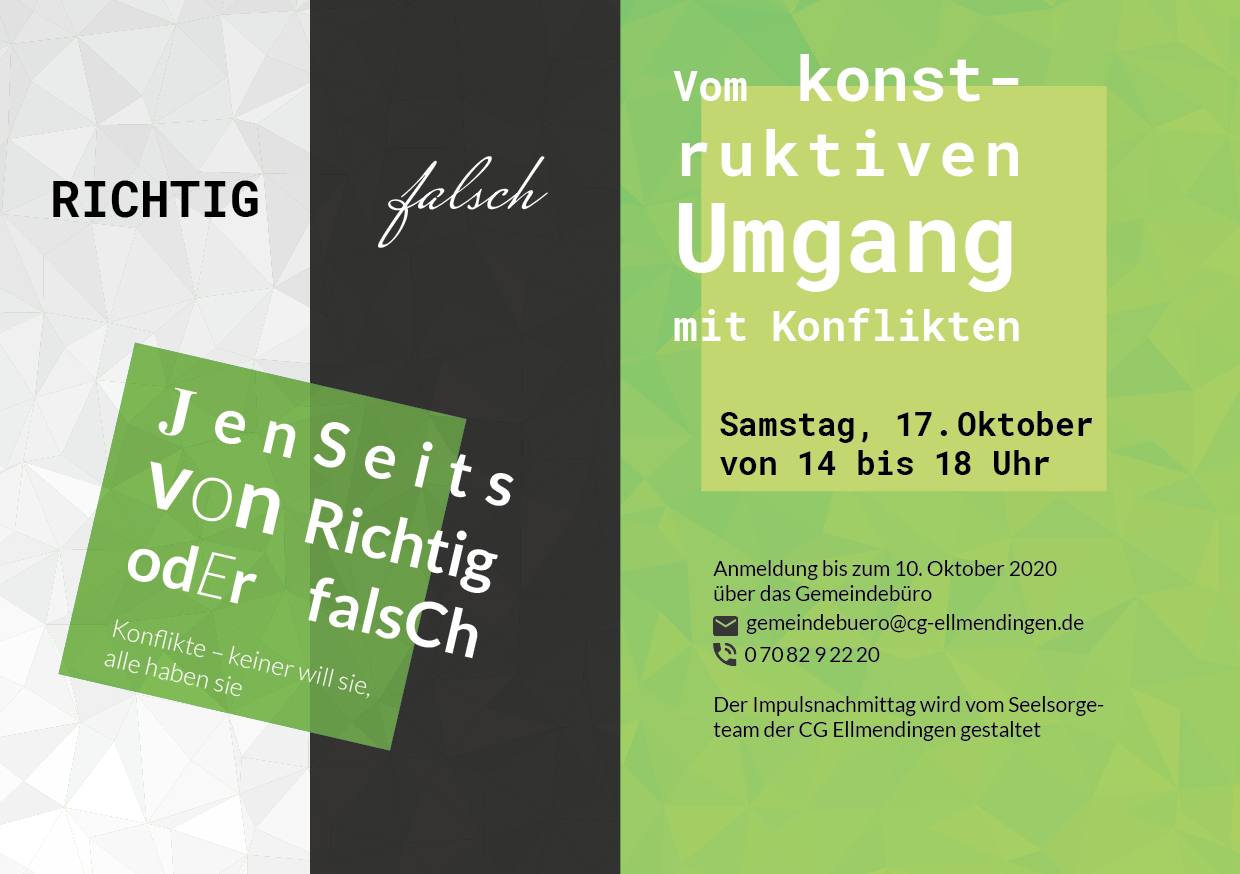 RICHTIG
falsch
JenSeits
von Richtig
odEr falsCh
Konflikte – keiner will sie,
alle haben sie
Vom konst-
ruktiven
Umgang
mit Konflikten
Samstag, 17.Oktober
von 14 bis 18 Uhr
Anmeldung bis zum 10. Oktober 2020
über das Gemeindebüro
gemeindebuero@cg-ellmendingen.de
0 70 82 9 22 20
Der Impulsnachmittag wird vom Seelsorge-
team der CG Ellmendingen gestaltet